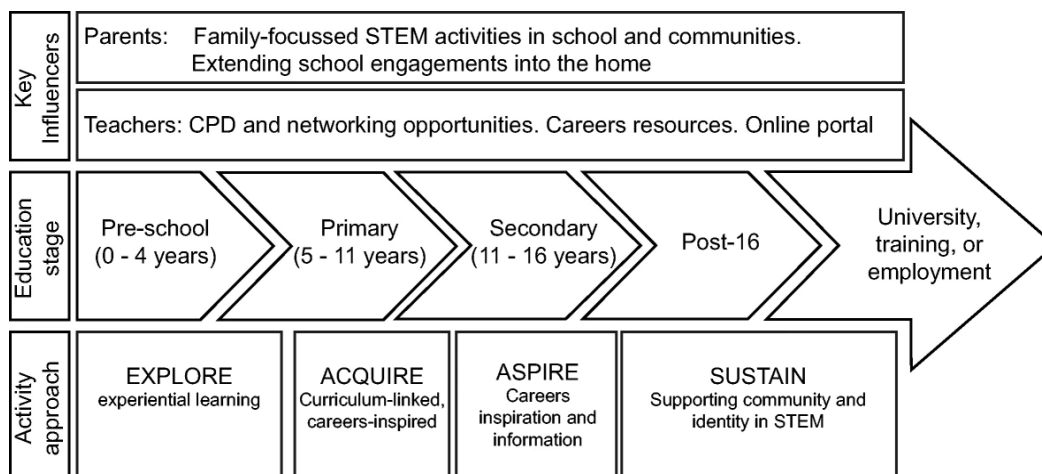 Key
Influencers
Parents: Family-focussed STEM activities in school and communities.
Extending school engagements into the home
Teachers: CPD and networking opportunities. Careers resources. Online portal
Education
stage
Pre-school
(0 - 4 years)
Primary
(5 - 11 years)
Secondary
(11 - 16 years)
Post-16
University,
training, or
employment
Activity
approach
EXPLORE
experiential learning
ACQUIRE
Curriculum-linked,
careers-inspired
ASPIRE
Careers
inspiration and
information
SUSTAIN
Supporting community and
identity in STEM